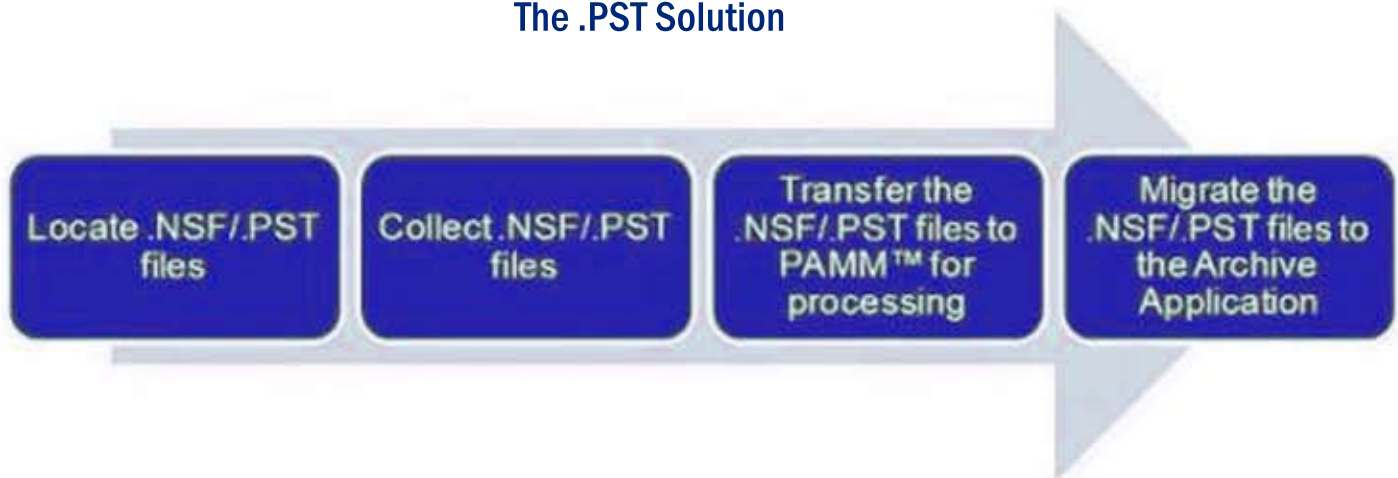 The .PST Solution
Locate .NSF/.PST
files
Collect .NSF/.PST
files
Transfer the
.NSF/.PST files to
PAMM™ for
processing
Migrate the
.NSF/.PST files to
the Archive
Application